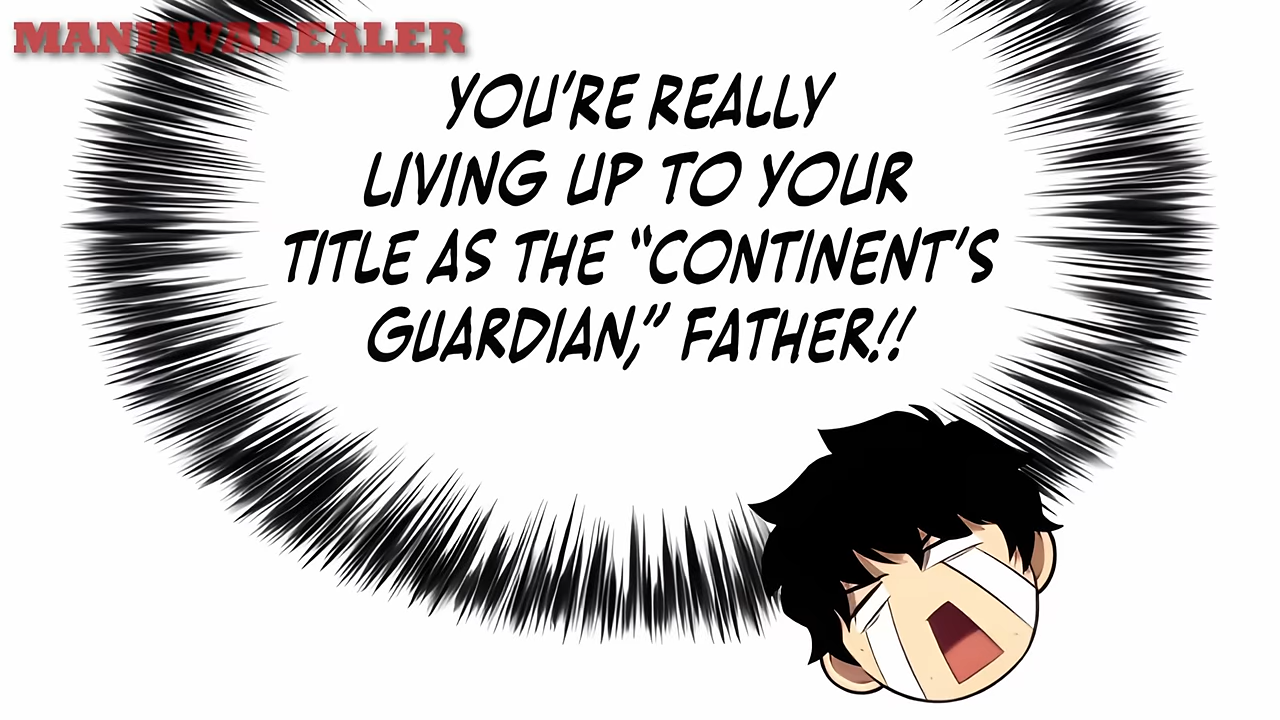 MANHWADEALER
YOU'RE REALLY
LIVING UP TO YOUR
TITLE AS THE "CONTINENT'S
GUARDIAN," FATHER!!